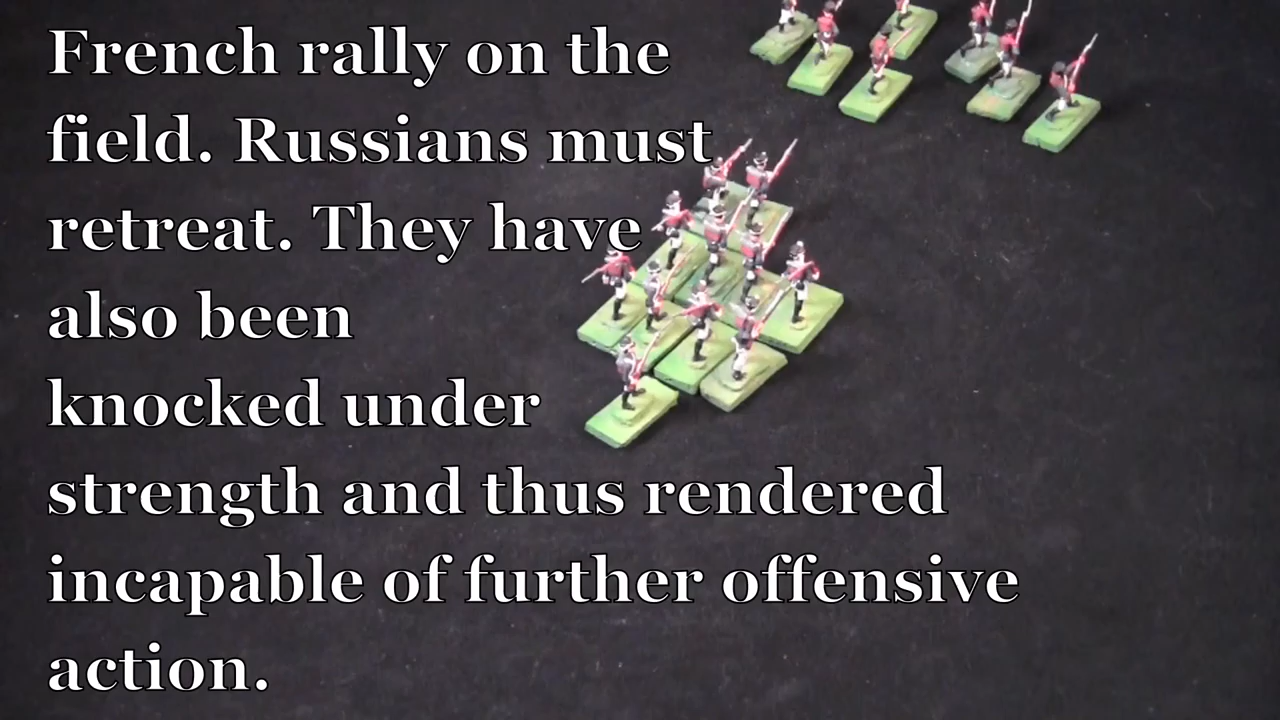 French rally on the
field. Russians must
retreat. They have
also been
knocked under
strength and thus rendered
incapable of further offensive
action.